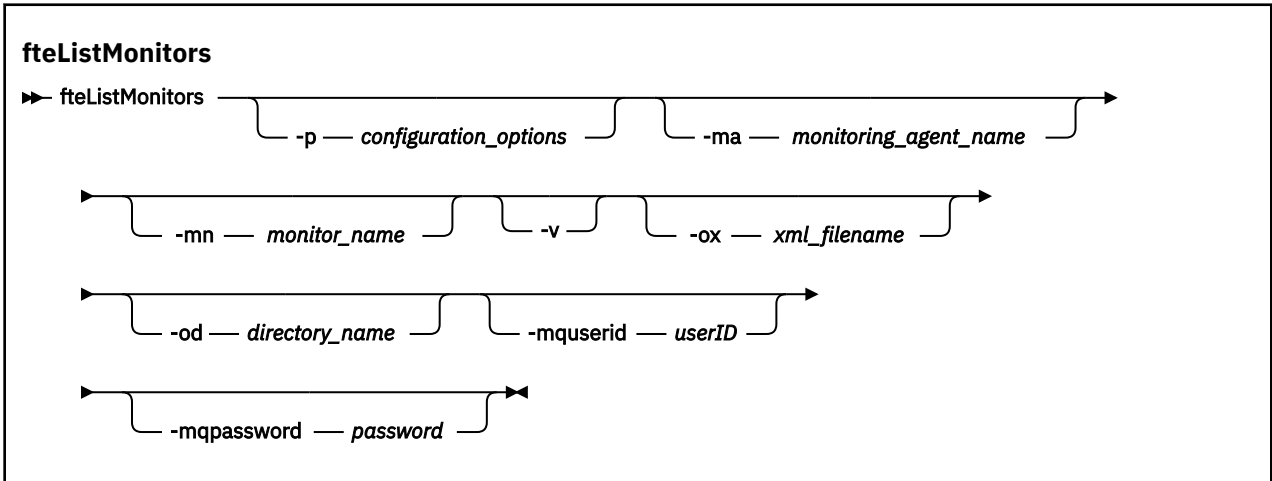 fteListMonitors
fteListMonitors -p configuration_options -ma monitoring_agent_name
-mn monitor_name -v -ox xml_filename
-od directory_name -mquserid userID
-mqpassword password